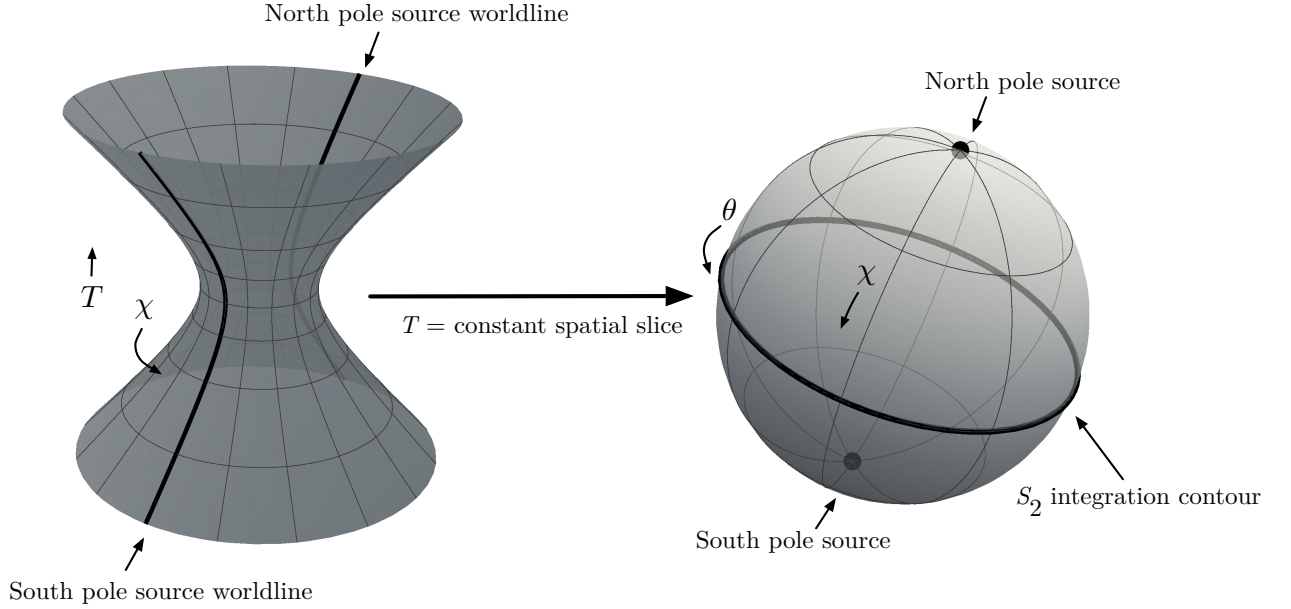 North pole source worldline
North pole source
θ
χ
T
χ
T = constant spatial slice
S₂ integration contour
South pole source
South pole source worldline